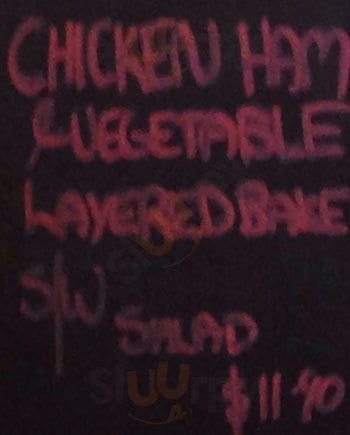 CHICKEN HAM
& VEGETABLE
LAYERED BAKE
S/W
SALAD
$11.90